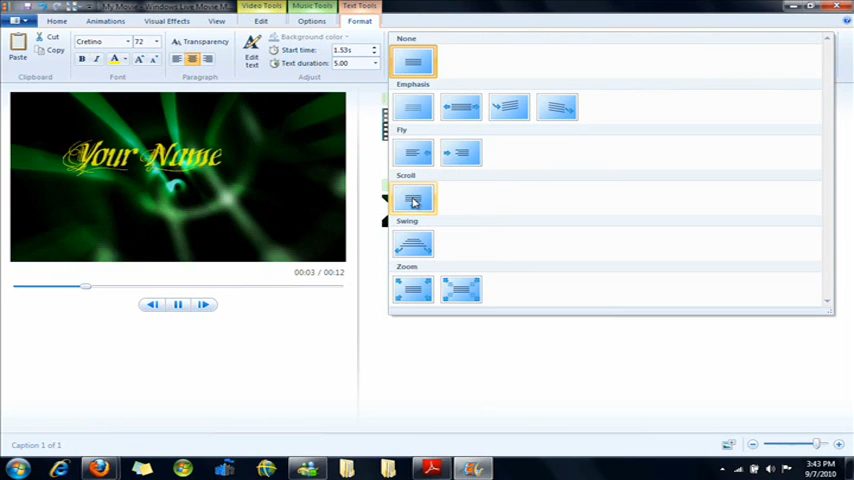 My Movie - Windows Live Movie M...
Video Tools
Music Tools
Text Tools
Home
Animations
Visual Effects
View
Edit
Options
Format
Paste
Cut
Copy
Clipboard
Cretino
72
Font
Transparency
Paragraph
Edit
text
Background color
Start time:
1.53s
Text duration:
5.00
Adjust
None
Emphasis
Fly
Scroll
Swing
Zoom
Your Name
00:03 / 00:12
Caption 1 of 1
3:43 PM
9/7/2010